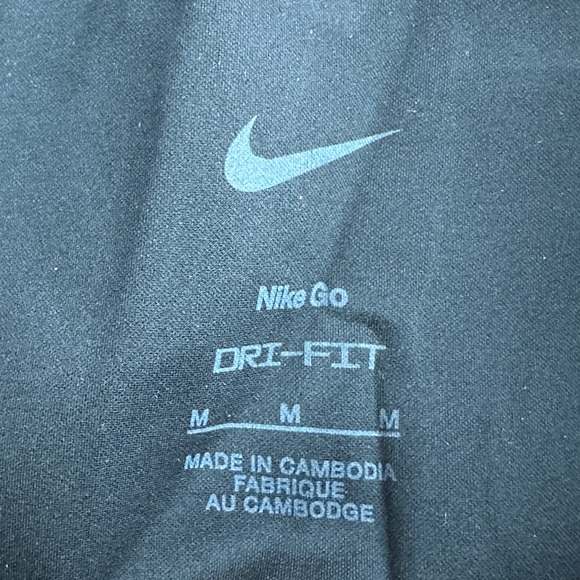 Nike Go
DRI-FIT
M M M
MADE IN CAMBODIA
FABRIQUE
AU CAMBODGE